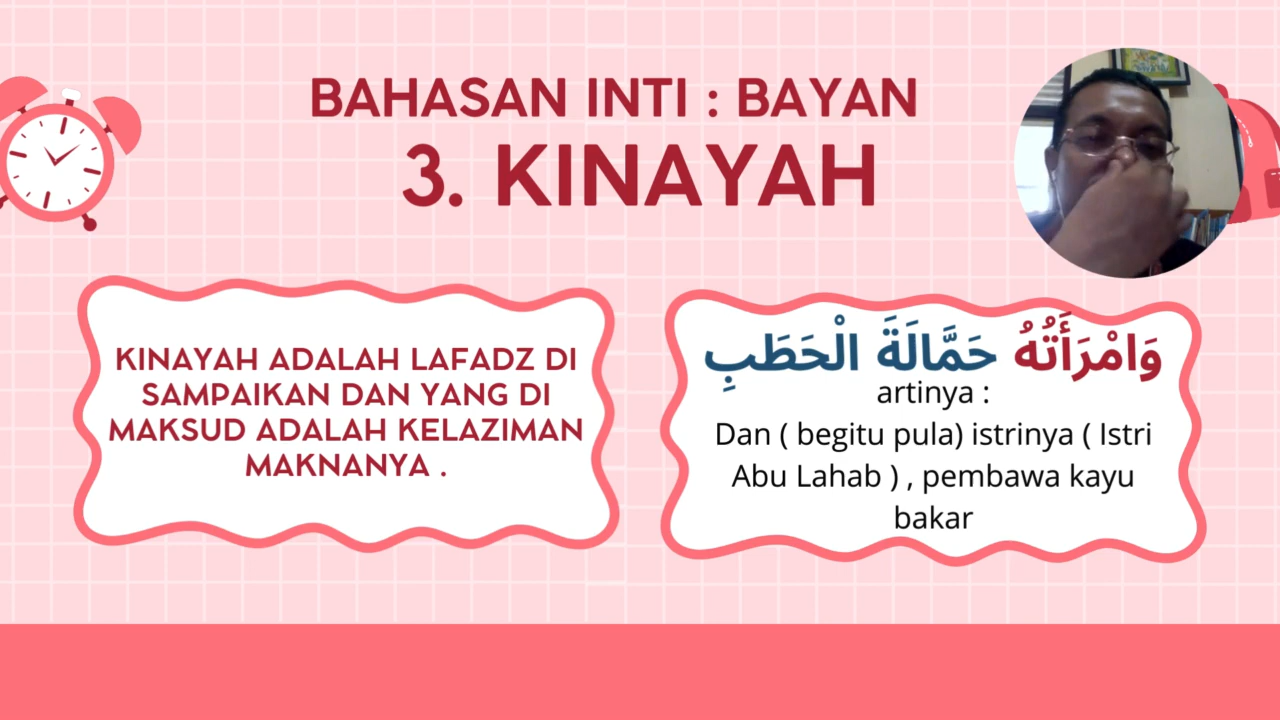 BAHASAN INTI : BAYAN
3. KINAYAH
KINAYAH ADALAH LAFADZ DI
SAMPAIKAN DAN YANG DI
MAKSUD ADALAH KELAZIMAN
MAKNANYA .
وَامْرَأَتُهُ حَمَّالَةَ الْحَطَبِ
artinya :
Dan ( begitu pula) istrinya ( Istri
Abu Lahab ) , pembawa kayu
bakar